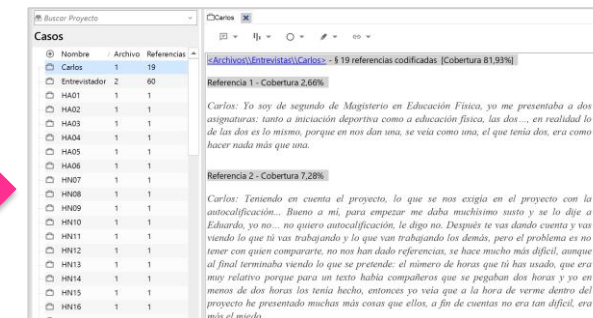 Buscar Proyecto
Casos
Nombre Archivo Referencias
Carlos 1 19
Entrevistador 2 60
HA01 1 1
HA02 1 1
HA03 1 1
HA04 1 1
HA05 1 1
HA06 1 1
HN07 1 1
HN08 1 1
HN09 1 1
HN10 1 1
HN11 1 1
HN12 1 1
HN13 1 1
HN14 1 1
HN15 1 1
HN16 1 1
Carlos
<Archivos\\Entrevistas\\Carlos> - § 19 referencias codificadas [Cobertura 81,93%]
Referencia 1 - Cobertura 2,66%
Carlos: Yo soy de segundo de Magisterio en Educación Física, yo me presentaba a dos
asignaturas: tanto a iniciación deportiva como a educación física, las dos…, en realidad lo
de las dos es lo mismo, porque en nos dan una, se veía como una, el que tenía dos, era como
hacer nada más que una.
Referencia 2 - Cobertura 7,28%
Carlos: Teniendo en cuenta el proyecto, lo que se nos exigía en el proyecto con la
autocalificación... Bueno a mí, para empezar me daba muchísimo susto y se lo dije a
Eduardo, yo no... no quiero autocalificación, le digo no. Después te vas dando cuenta y vas
viendo lo que tú vas trabajando y lo que van trabajando los demás, pero el problema es no
tener con quien compararte, no nos han dado referencias, se hace mucho más difícil, aunque
al final terminaba viendo lo que se pretende: el número de horas que tú has usado, que era
muy relativo porque para un texto había compañeros que se pegaban dos horas y yo en
menos de dos horas los tenía hecho, entonces yo veía que a la hora de verme dentro del
proyecto he presentado muchas más cosas que ellos, a fin de cuentas no era tan difícil, era
más el miedo.